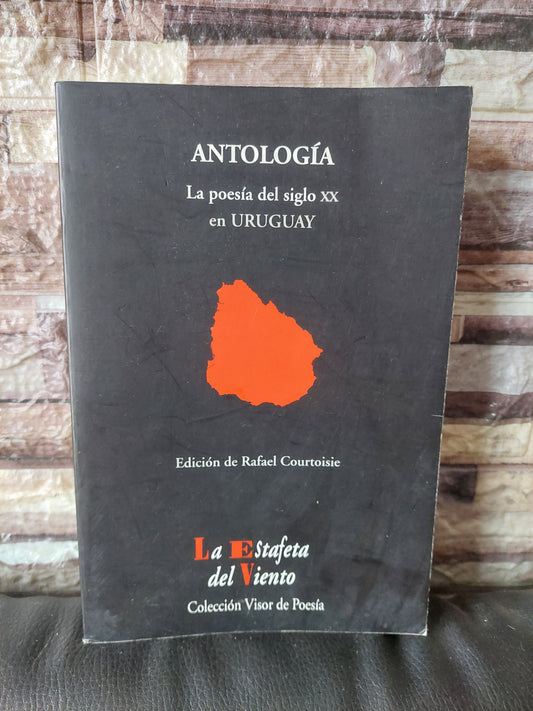 ANTOLOGÍA
La poesía del siglo XX
en URUGUAY
Edición de Rafael Courtoisie
La Estafeta
del Viento
Colección Visor de Poesía